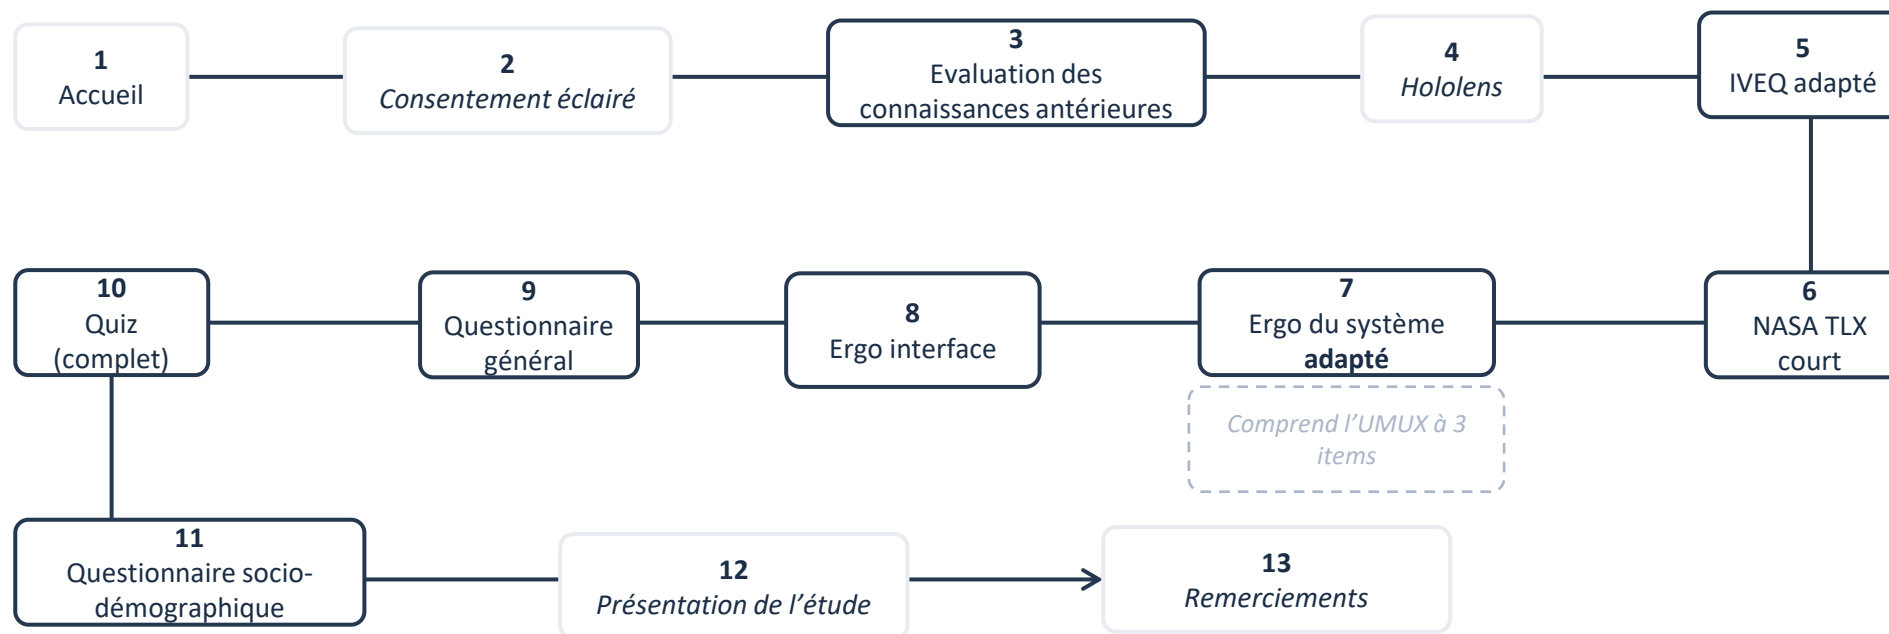 1
Accueil
2
Consentement éclairé
3
Evaluation des
connaissances antérieures
4
Hololens
5
IVEQ adapté
6
NASA TLX
court
7
Ergo du système
adapté
Comprend l’UMUX à 3
items
8
Ergo interface
9
Questionnaire
général
10
Quiz
(complet)
11
Questionnaire socio-
démographique
12
Présentation de l’étude
13
Remerciements